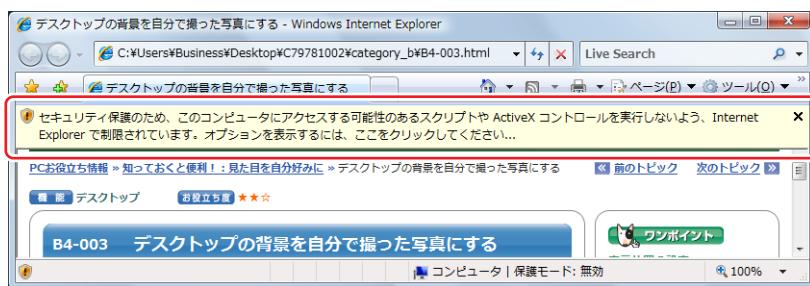 デスクトップの背景を自分で撮った写真にする - Windows Internet Explorer
C:¥Users¥Business¥Desktop¥C79781002¥category_b¥B4-003.html
Live Search
デスクトップの背景を自分で撮った写真にする
ページ(P) ツール(O)
セキュリティ保護のため、このコンピュータにアクセスする可能性のあるスクリプトや ActiveX コントロールを実行しないよう、Internet
Explorer で制限されています。オプションを表示するには、ここをクリックしてください...
PCお役立ち情報 » 知っておくと便利！：見た目を自分好みに » デスクトップの背景を自分で撮った写真にする
前のトピック 次のトピック
機 能 デスクトップ お役立ち度 ★★☆
B4-003 デスクトップの背景を自分で撮った写真にする
ワンポイント
コンピュータ | 保護モード: 無効
100%